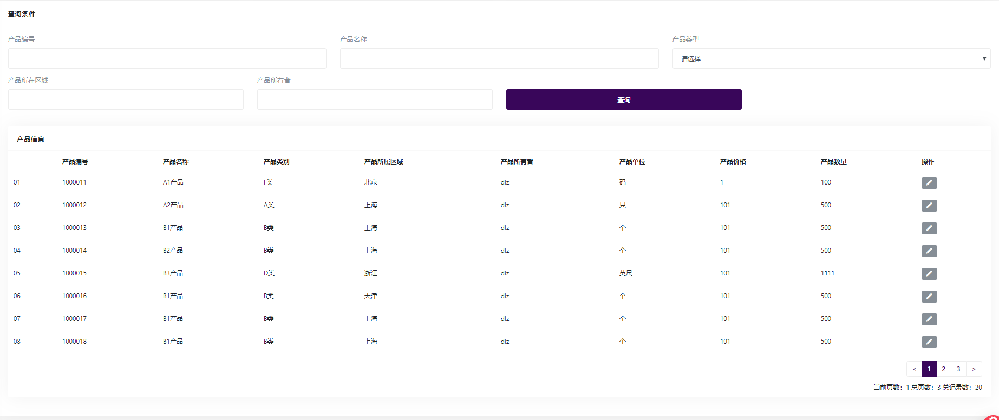 查询条件
产品编号 产品名称 产品类型
请选择
产品所在区域 产品所有者
查询
产品信息
产品编号 产品名称 产品类别 产品所属区域 产品所有者 产品单位 产品价格 产品数量 操作
01 1000011 A1产品 F类 北京 dlz 码 1 100
02 1000012 A2产品 A类 上海 dlz 只 101 500
03 1000013 B1产品 B类 上海 dlz 个 101 500
04 1000014 B2产品 B类 上海 dlz 个 101 500
05 1000015 B3产品 D类 浙江 dlz 英尺 101 1111
06 1000016 B1产品 B类 天津 dlz 个 101 500
07 1000017 B1产品 B类 上海 dlz 个 101 500
08 1000018 B1产品 B类 上海 dlz 个 101 500
< 1 2 3 >
当前页数：1 总页数：3 总记录数：20